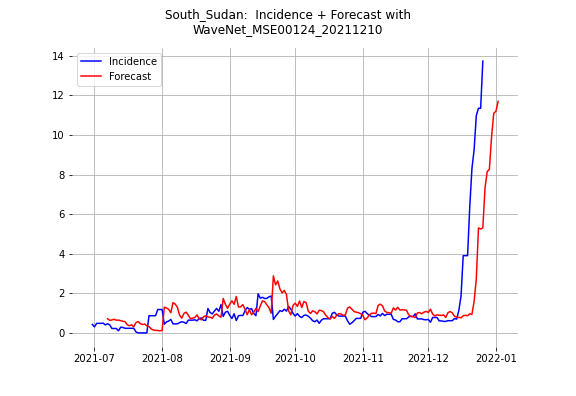 South_Sudan:  Incidence + Forecast with
WaveNet_MSE00124_20211210
Incidence
Forecast
14
12
10
8
6
4
2
0
2021-07 2021-08 2021-09 2021-10 2021-11 2021-12 2022-01